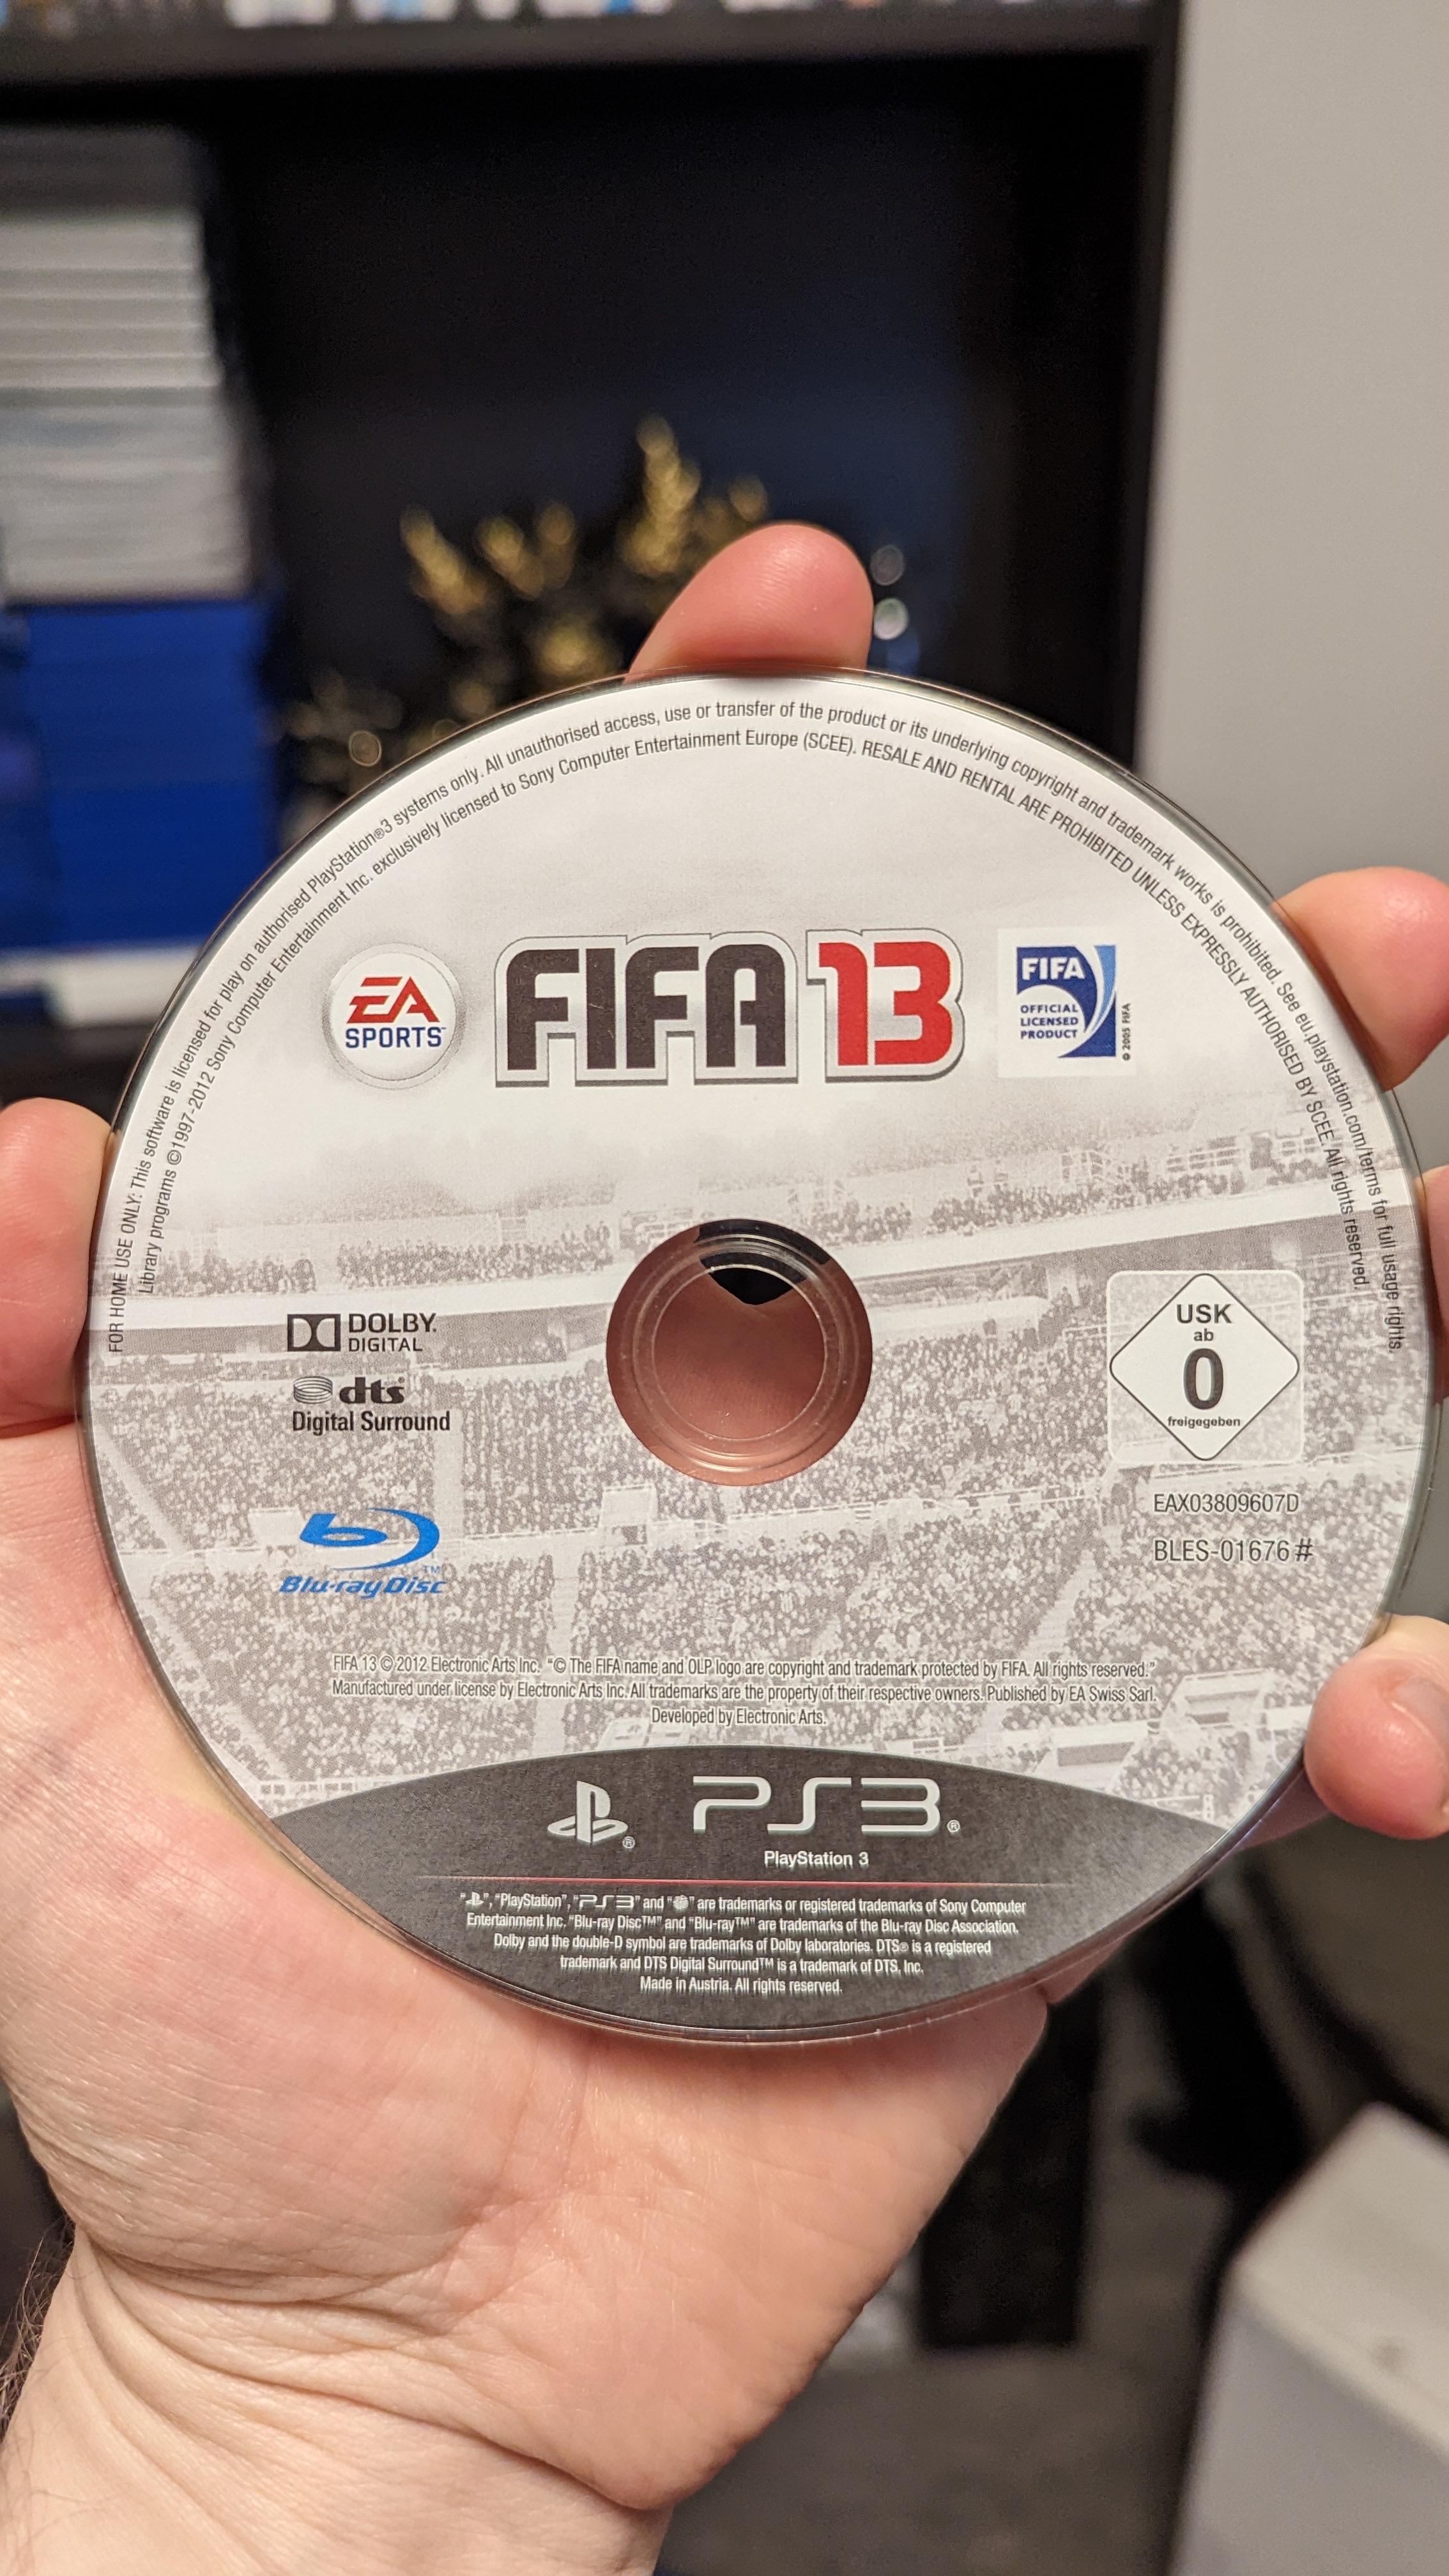 FOR HOME USE ONLY: This software is licensed for play on authorised PlayStation®3 systems only. All unauthorised access, use or transfer of the product or its underlying copyright and trademark works is prohibited. See eu.playstation.com/terms for full usage rights.
Library programs ©1997-2012 Sony Computer Entertainment Inc. exclusively licensed to Sony Computer Entertainment Europe (SCEE). RESALE AND RENTAL ARE PROHIBITED UNLESS EXPRESSLY AUTHORISED BY SCEE. All rights reserved.
EA
SPORTS™
FIFA 13
FIFA
OFFICIAL
LICENSED
PRODUCT
© 2005 FIFA
DOLBY.
DIGITAL
dts
Digital Surround
USK
ab
0
freigegeben
EAX03809607D
BLES-01676#
Blu-ray Disc™
FIFA 13 © 2012 Electronic Arts Inc. “© The FIFA name and OLP logo are copyright and trademark protected by FIFA. All rights reserved.”
Manufactured under license by Electronic Arts Inc. All trademarks are the property of their respective owners. Published by EA Swiss Sarl.
Developed by Electronic Arts.
® PS3®
PlayStation 3
“ ”, “PlayStation”, “PS3” and “ ” are trademarks or registered trademarks of Sony Computer
Entertainment Inc. “Blu-ray Disc™” and “Blu-ray™” are trademarks of the Blu-ray Disc Association.
Dolby and the double-D symbol are trademarks of Dolby laboratories. DTS® is a registered
trademark and DTS Digital Surround™ is a trademark of DTS, Inc.
Made in Austria. All rights reserved.